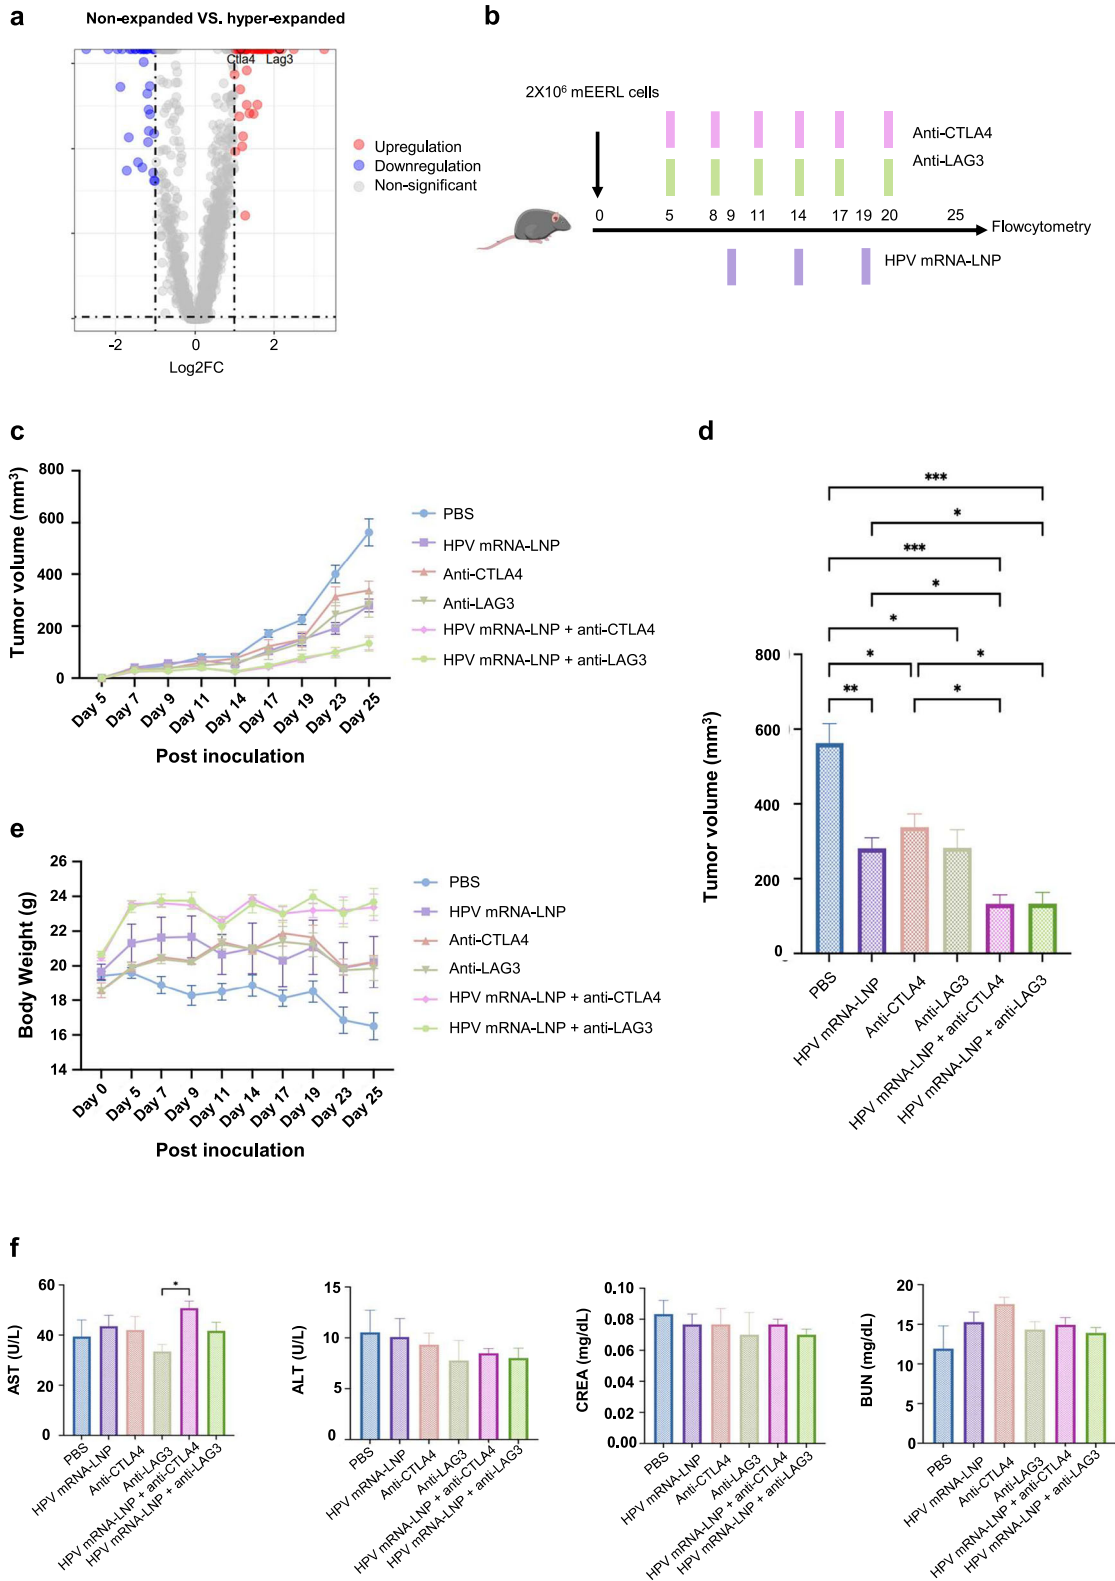 a
Non-expanded VS. hyper-expanded
Ctla4 Lag3
Upregulation
Downregulation
Non-significant
-2 0 2
Log2FC
b
2X10⁶ mEERL cells
Anti-CTLA4
Anti-LAG3
0 5 8 9 11 14 17 19 20 25
Flowcytometry
HPV mRNA-LNP
c
Tumor volume (mm³)
800
600
400
200
0
Day 5 Day 7 Day 9 Day 11 Day 14 Day 17 Day 19 Day 23 Day 25
Post inoculation
PBS
HPV mRNA-LNP
Anti-CTLA4
Anti-LAG3
HPV mRNA-LNP + anti-CTLA4
HPV mRNA-LNP + anti-LAG3
d
***
*
***
*
*
* *
** *
Tumor volume (mm³)
800
600
400
200
0
PBS
HPV mRNA-LNP
Anti-CTLA4
Anti-LAG3
HPV mRNA-LNP + anti-CTLA4
HPV mRNA-LNP + anti-LAG3
e
Body Weight (g)
26
24
22
20
18
16
14
Day 0 Day 5 Day 7 Day 9 Day 11 Day 14 Day 17 Day 19 Day 23 Day 25
Post inoculation
PBS
HPV mRNA-LNP
Anti-CTLA4
Anti-LAG3
HPV mRNA-LNP + anti-CTLA4
HPV mRNA-LNP + anti-LAG3
f
AST (U/L)
60
40
20
0
*
PBS
HPV mRNA-LNP
Anti-CTLA4
Anti-LAG3
HPV mRNA-LNP + anti-CTLA4
HPV mRNA-LNP + anti-LAG3
ALT (U/L)
15
10
5
0
PBS
HPV mRNA-LNP
Anti-CTLA4
Anti-LAG3
HPV mRNA-LNP + anti-CTLA4
HPV mRNA-LNP + anti-LAG3
CREA (mg/dL)
0.10
0.08
0.06
0.04
0.02
0.00
PBS
HPV mRNA-LNP
Anti-CTLA4
Anti-LAG3
HPV mRNA-LNP + anti-CTLA4
HPV mRNA-LNP + anti-LAG3
BUN (mg/dL)
20
15
10
5
0
PBS
HPV mRNA-LNP
Anti-CTLA4
Anti-LAG3
HPV mRNA-LNP + anti-CTLA4
HPV mRNA-LNP + anti-LAG3